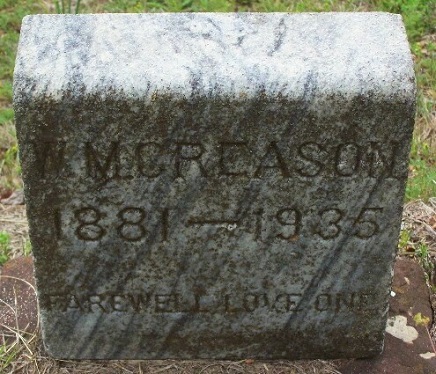 W. M. CREASON
1881 — 1935
FAREWELL LOVE ONE